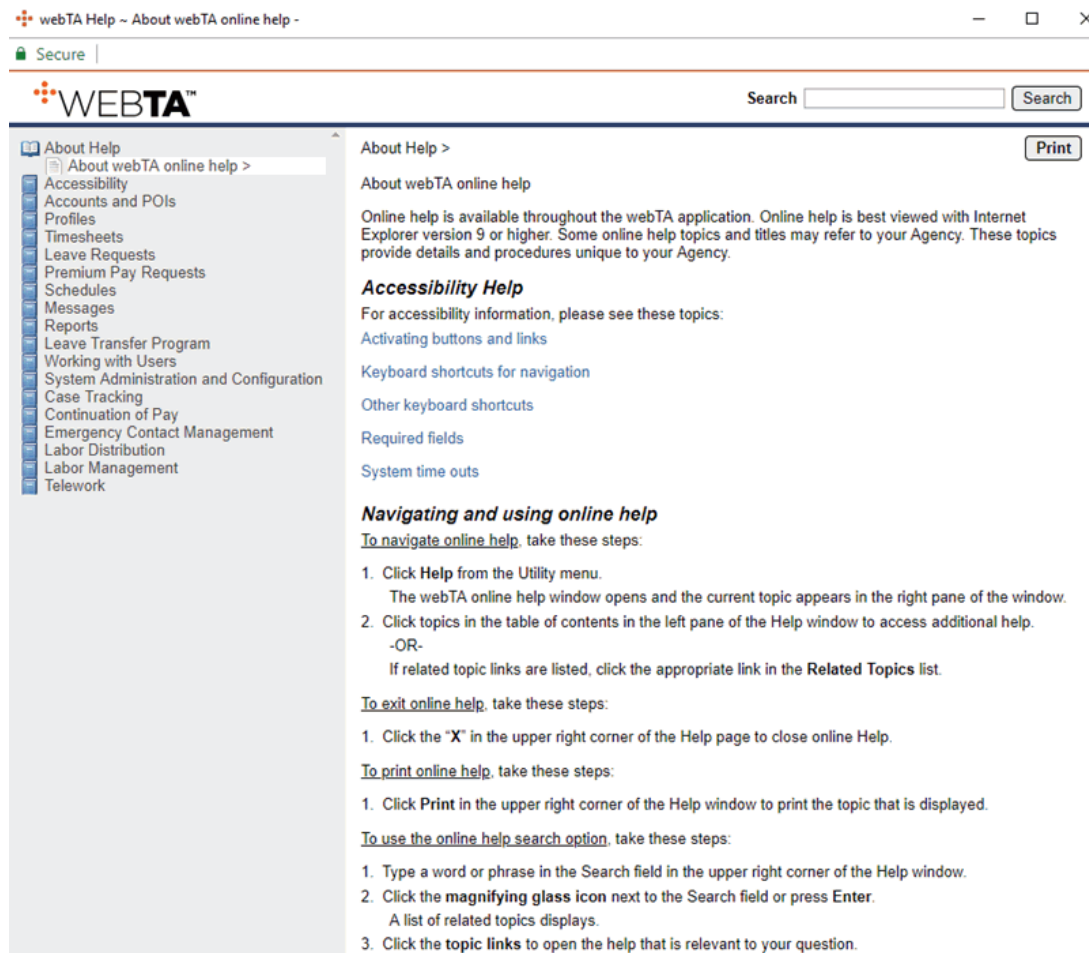 webTA Help ~ About webTA online help -
Secure
WEBTA™
Search
Search
About Help
About webTA online help >
Accessibility
Accounts and POIs
Profiles
Timesheets
Leave Requests
Premium Pay Requests
Schedules
Messages
Reports
Leave Transfer Program
Working with Users
System Administration and Configuration
Case Tracking
Continuation of Pay
Emergency Contact Management
Labor Distribution
Labor Management
Telework
About Help >
Print
About webTA online help
Online help is available throughout the webTA application. Online help is best viewed with Internet
Explorer version 9 or higher. Some online help topics and titles may refer to your Agency. These topics
provide details and procedures unique to your Agency.
Accessibility Help
For accessibility information, please see these topics:
Activating buttons and links
Keyboard shortcuts for navigation
Other keyboard shortcuts
Required fields
System time outs
Navigating and using online help
To navigate online help, take these steps:
1. Click Help from the Utility menu.
The webTA online help window opens and the current topic appears in the right pane of the window.
2. Click topics in the table of contents in the left pane of the Help window to access additional help.
-OR-
If related topic links are listed, click the appropriate link in the Related Topics list.
To exit online help, take these steps:
1. Click the “X” in the upper right corner of the Help page to close online Help.
To print online help, take these steps:
1. Click Print in the upper right corner of the Help window to print the topic that is displayed.
To use the online help search option, take these steps:
1. Type a word or phrase in the Search field in the upper right corner of the Help window.
2. Click the magnifying glass icon next to the Search field or press Enter.
A list of related topics displays.
3. Click the topic links to open the help that is relevant to your question.